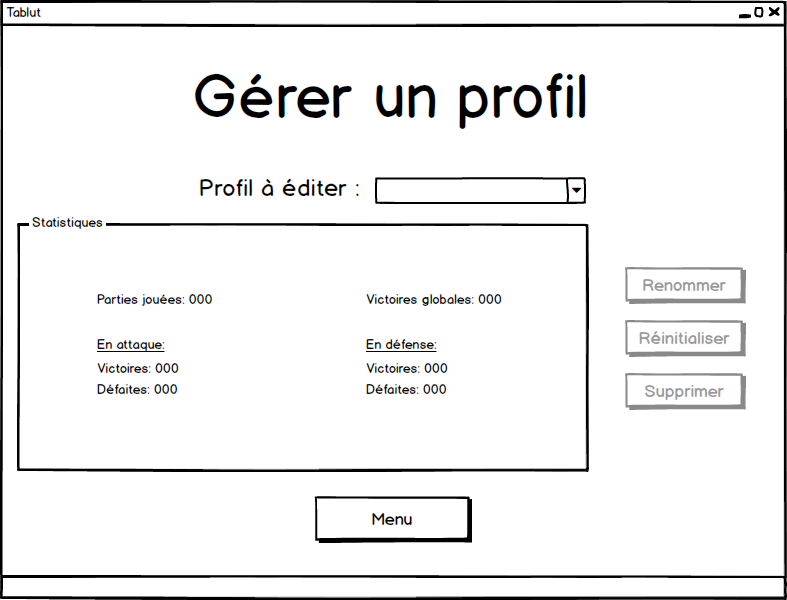 Tablut
Gérer un profil
Profil à éditer :
Statistiques
Parties jouées: 000
Victoires globales: 000
En attaque:
En défense:
Victoires: 000
Victoires: 000
Défaites: 000
Défaites: 000
Renommer
Réinitialiser
Supprimer
Menu